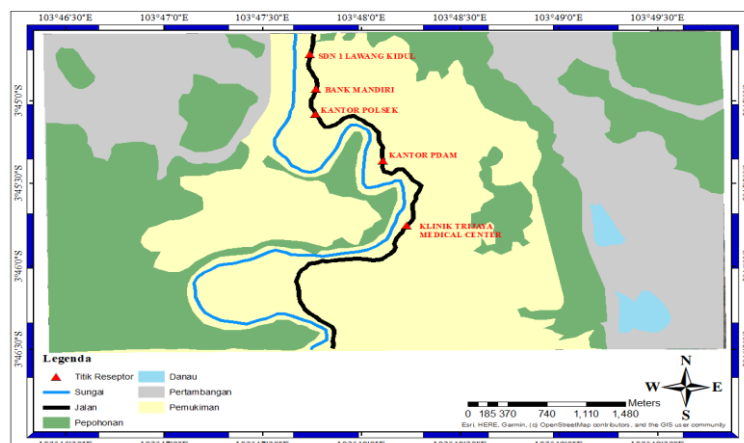 103°46'30"E 103°47'0"E 103°47'30"E 103°48'0"E 103°48'30"E 103°49'0"E 103°49'30"E
SDN 1 LAWANG KIDUL
BANK MANDIRI
3°45'0"S
KANTOR POLSEK
KANTOR PDAM
3°45'30"S
KLINIK TRIJAYA
MEDICAL CENTER
3°46'0"S
3°46'30"S
Legenda
Titik Reseptor
Sungai
Jalan
Pepohonan
Danau
Pertambangan
Pemukiman
N
W E
S
Meters
0 185 370 740 1,110 1,480
Esri, HERE, Garmin, (c) OpenStreetMap contributors, and the GIS user community